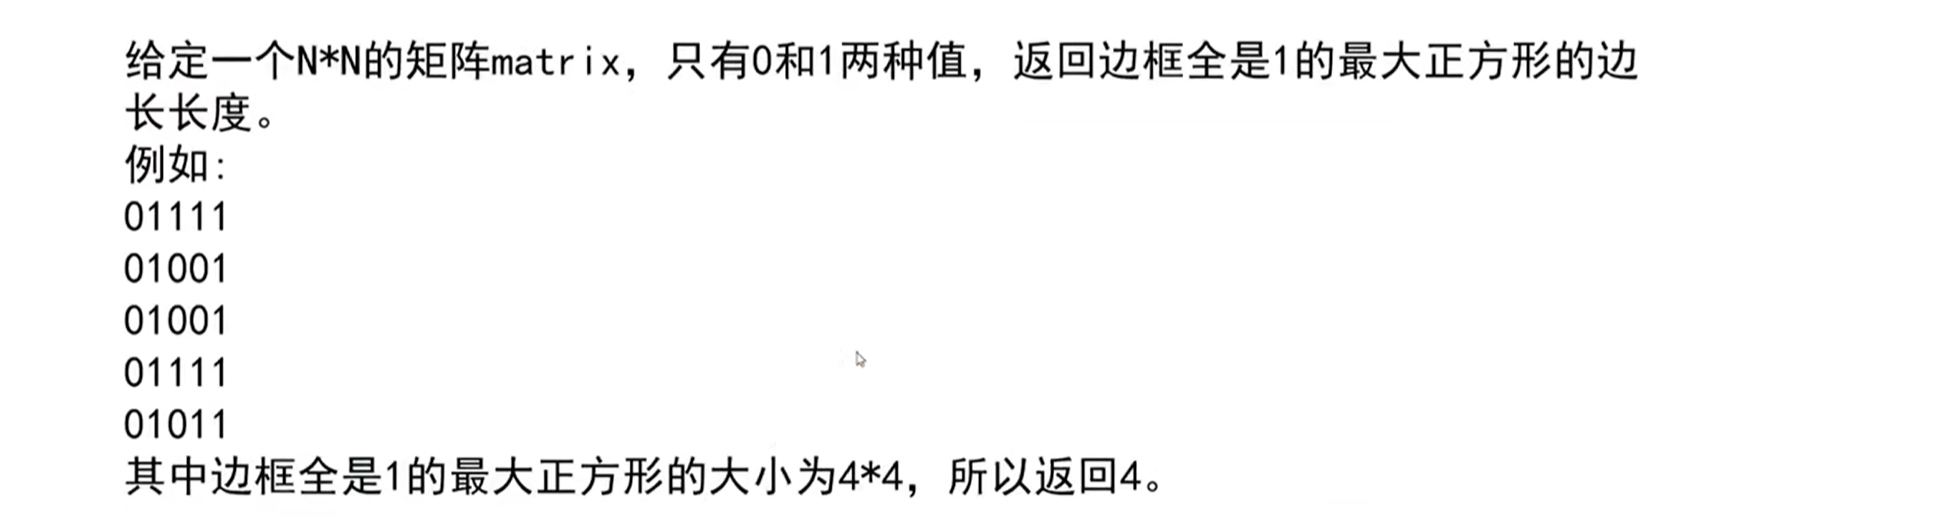 给定一个N*N的矩阵matrix，只有0和1两种值，返回边框全是1的最大正方形的边
长长度。
例如:
01111
01001
01001
01111
01011
其中边框全是1的最大正方形的大小为4*4，所以返回4。